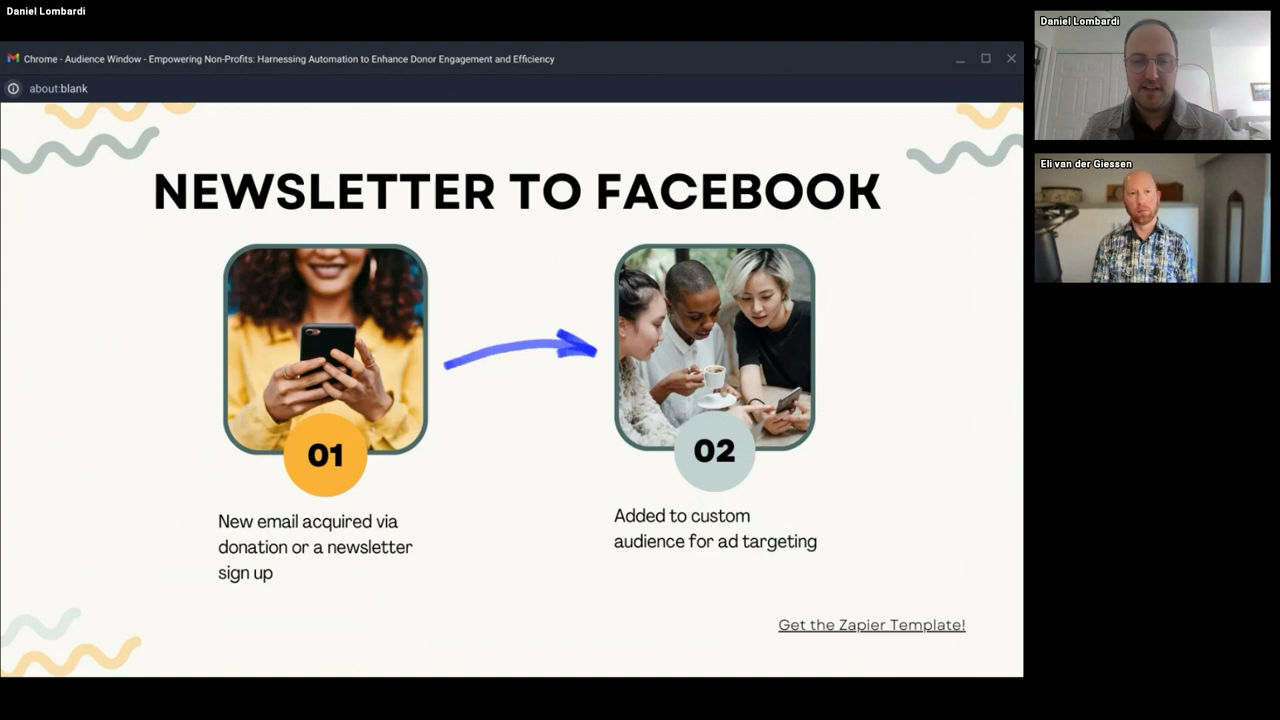 Daniel Lombardi
Chrome - Audience Window - Empowering Non-Profits: Harnessing Automation to Enhance Donor Engagement and Efficiency
about:blank
NEWSLETTER TO FACEBOOK
01
New email acquired via
donation or a newsletter
sign up
02
Added to custom
audience for ad targeting
Get the Zapier Template!
Daniel Lombardi
Eli van der Giessen